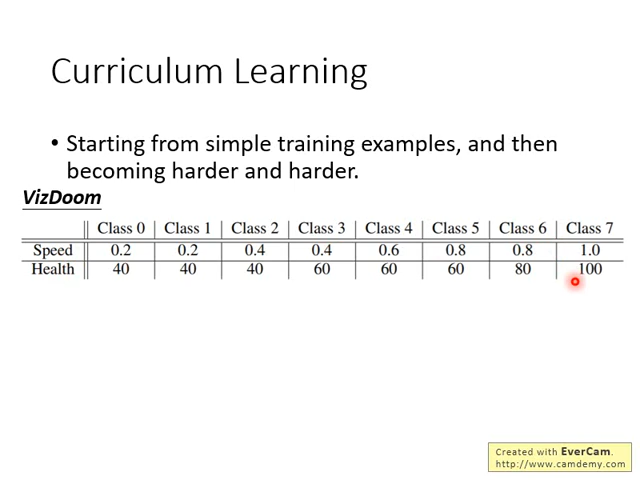 Curriculum Learning
• Starting from simple training examples, and then
becoming harder and harder.
VizDoom
Class 0 Class 1 Class 2 Class 3 Class 4 Class 5 Class 6 Class 7
Speed 0.2 0.2 0.4 0.4 0.6 0.8 0.8 1.0
Health 40 40 40 60 60 60 80 100
Created with EverCam.
http://www.camdemy.com